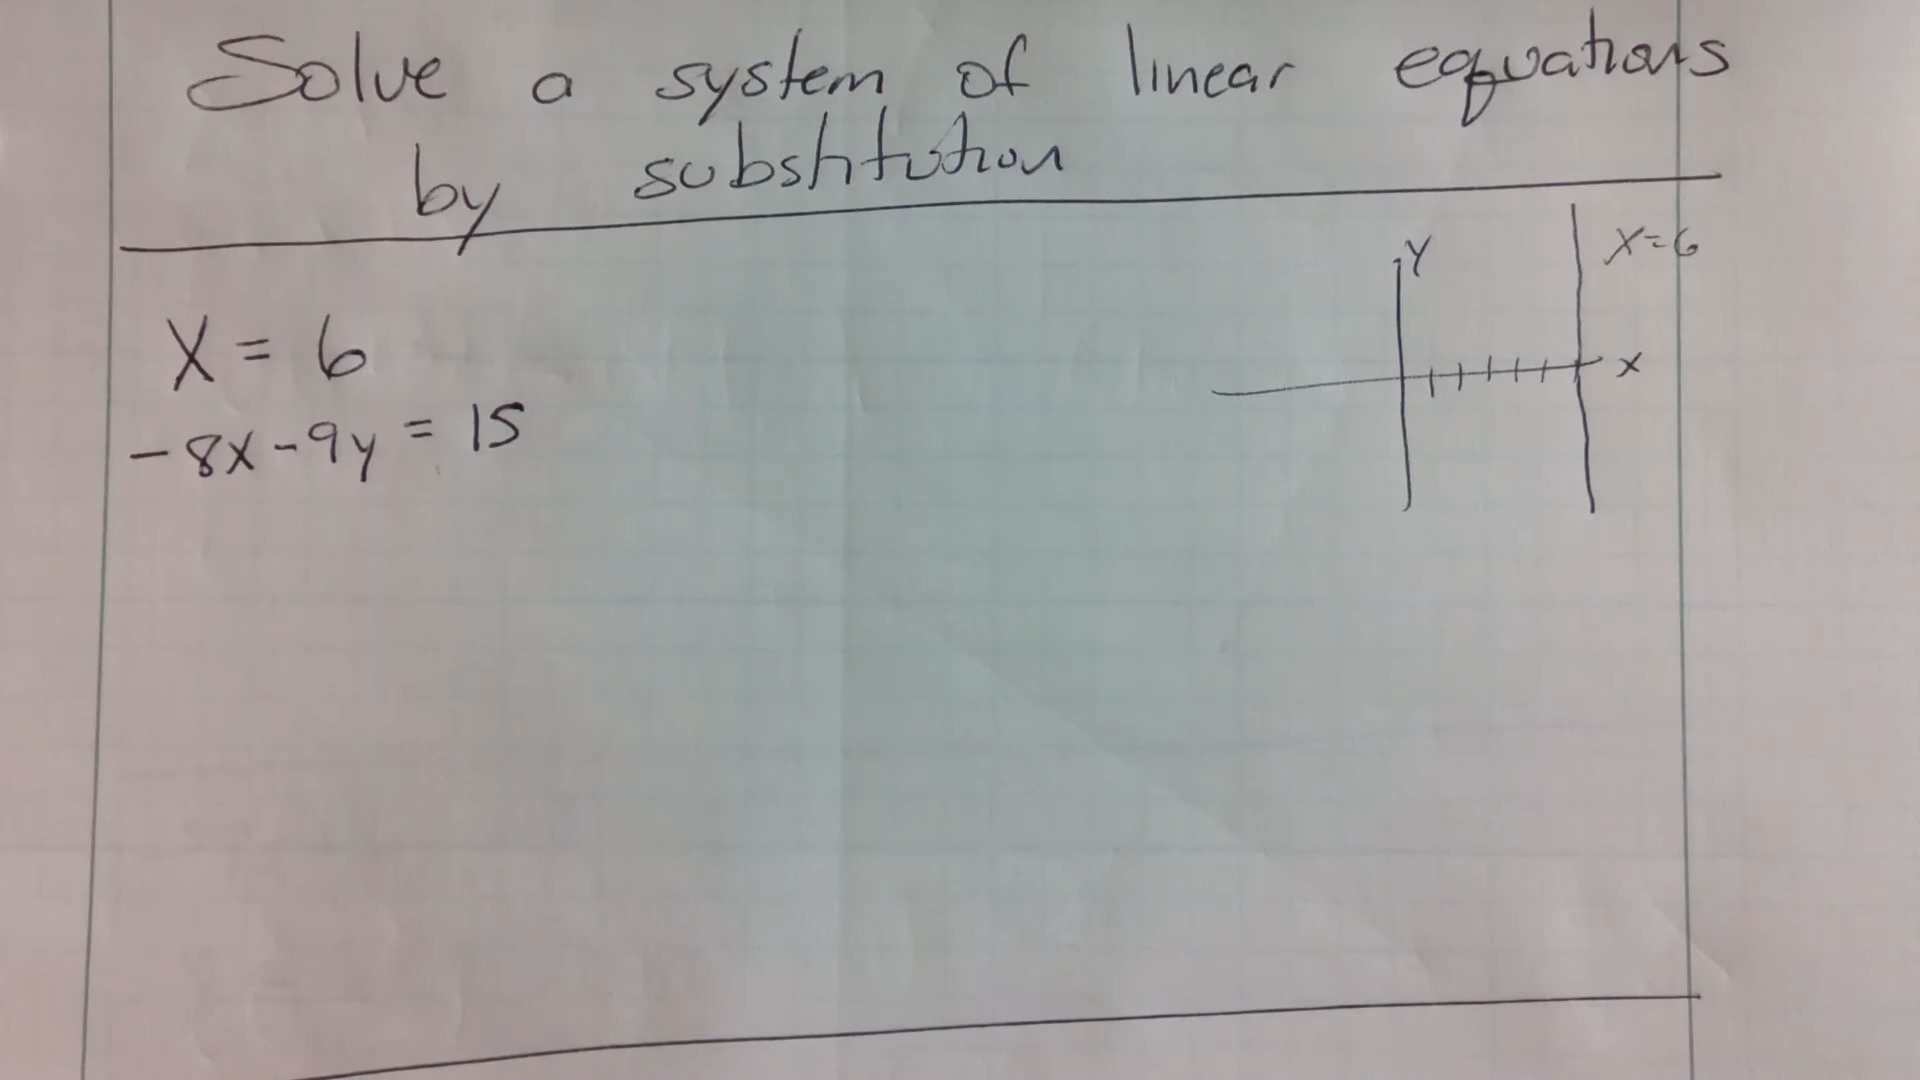 Solve a system of linear equations
by substitution
X = 6
-8x-9y = 15
Y
X=6
x